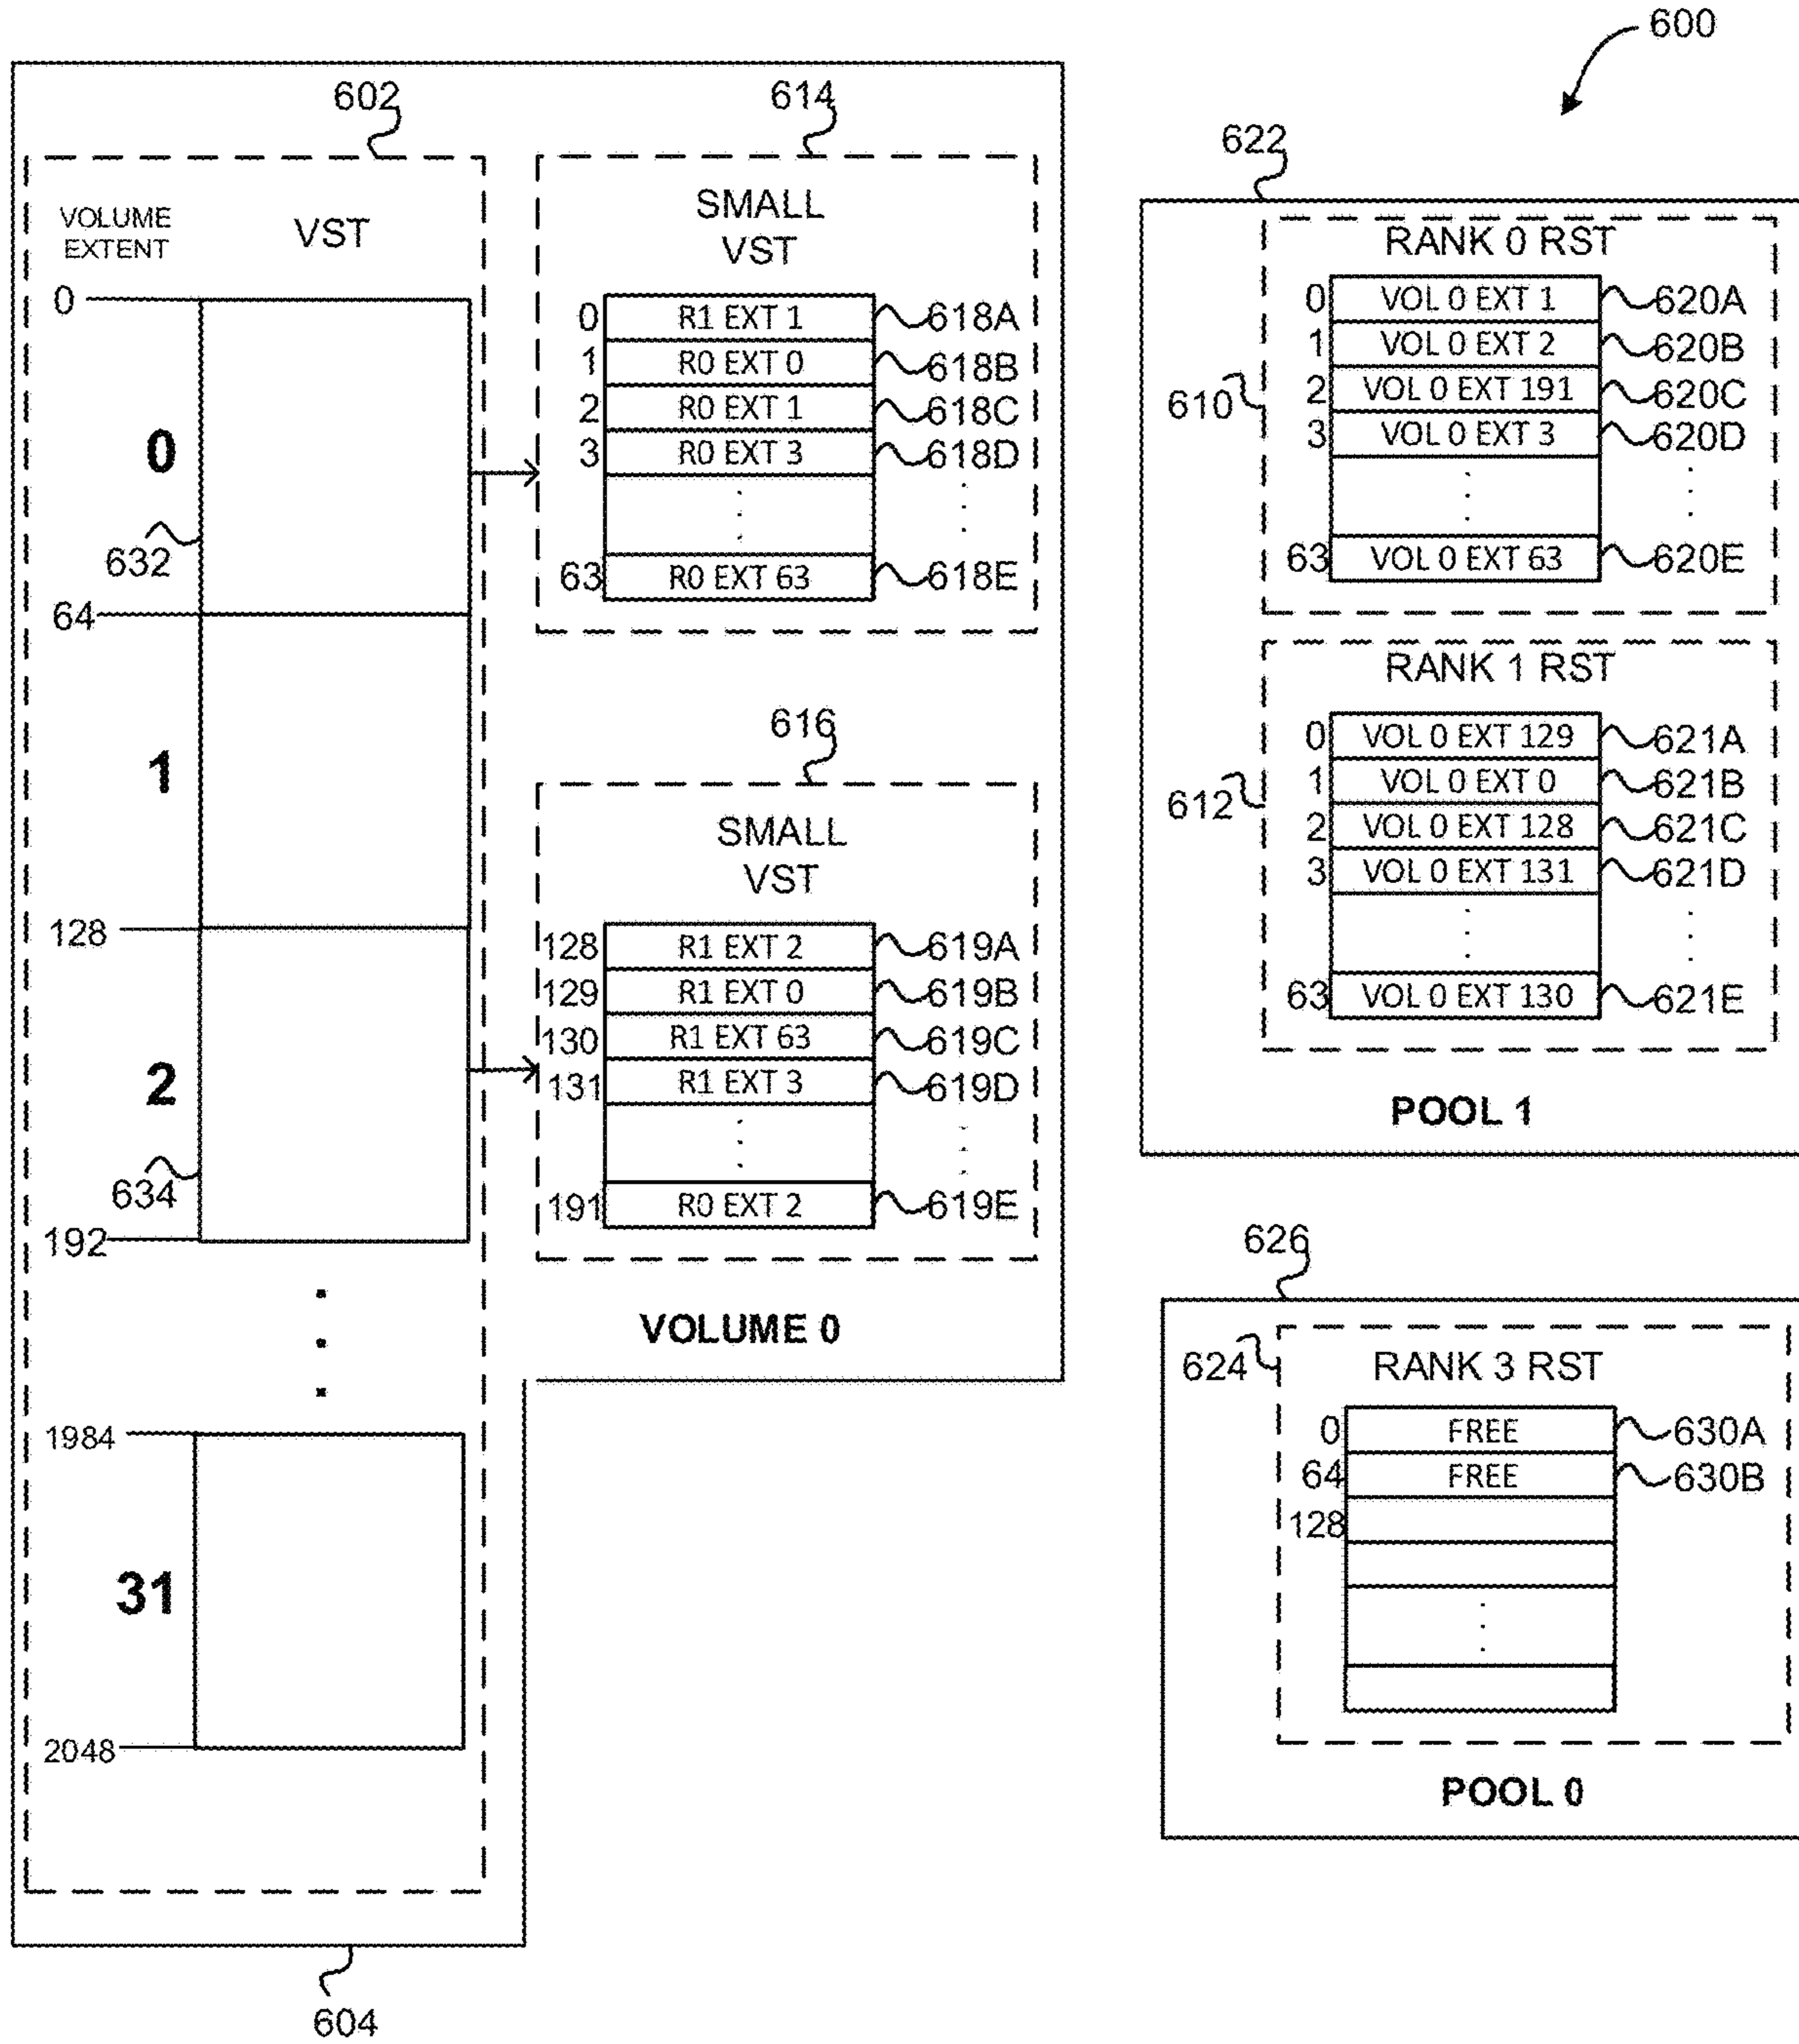 600
602
614
622
VOLUME
EXTENT
VST
0
0
632
64
1
128
2
634
192
1984
31
2048
604
SMALL
VST
0 R1 EXT 1 618A
1 R0 EXT 0 618B
2 R0 EXT 1 618C
3 R0 EXT 3 618D
63 R0 EXT 63 618E
616
SMALL
VST
128 R1 EXT 2 619A
129 R1 EXT 0 619B
130 R1 EXT 63 619C
131 R1 EXT 3 619D
191 R0 EXT 2 619E
VOLUME 0
RANK 0 RST
610
0 VOL 0 EXT 1 620A
1 VOL 0 EXT 2 620B
2 VOL 0 EXT 191 620C
3 VOL 0 EXT 3 620D
63 VOL 0 EXT 63 620E
RANK 1 RST
612
0 VOL 0 EXT 129 621A
1 VOL 0 EXT 0 621B
2 VOL 0 EXT 128 621C
3 VOL 0 EXT 131 621D
63 VOL 0 EXT 130 621E
POOL 1
626
624
RANK 3 RST
0 FREE 630A
64 FREE 630B
128
POOL 0